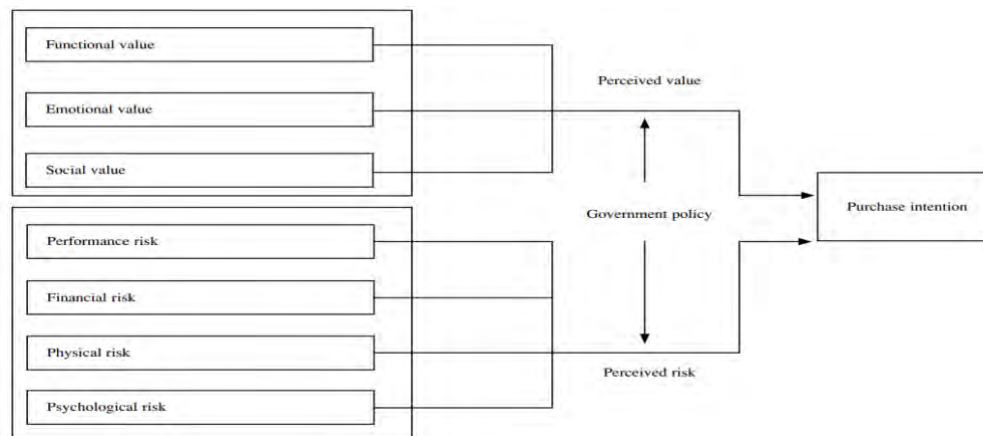 Functional value
Emotional value
Social value
Perceived value
Government policy
Purchase intention
Performance risk
Financial risk
Physical risk
Psychological risk
Perceived risk